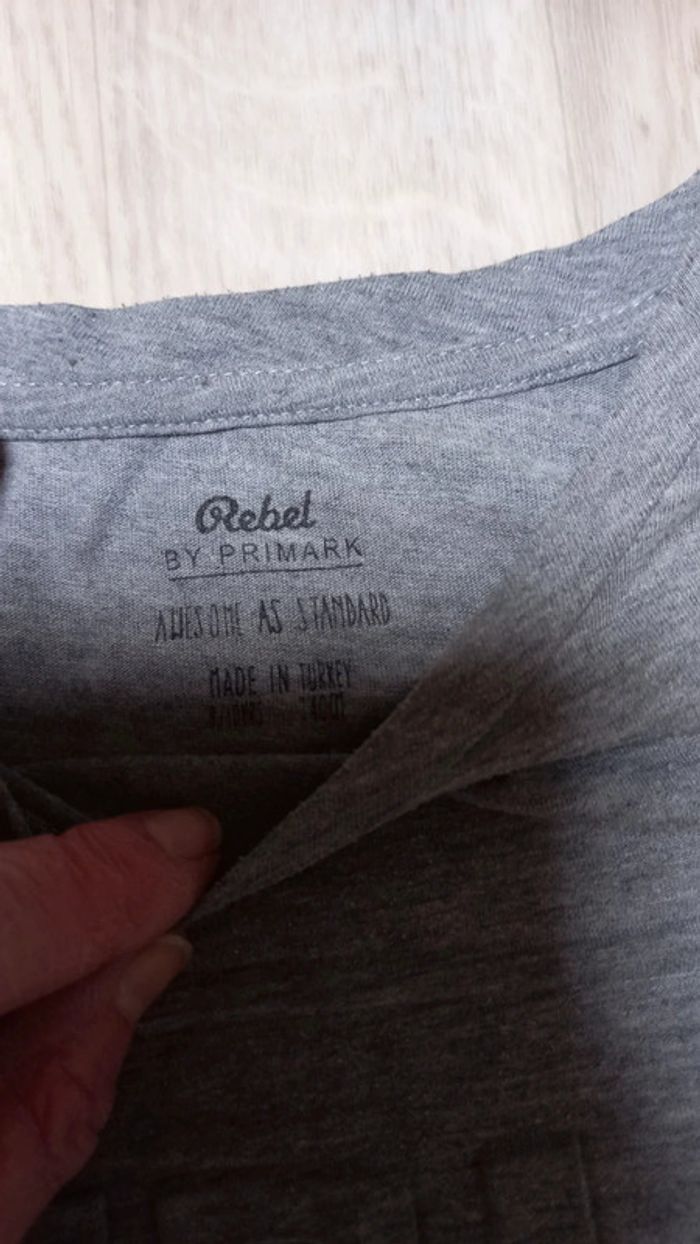 Rebel
BY PRIMARK
AWESOME AS STANDARD
MADE IN TURKEY